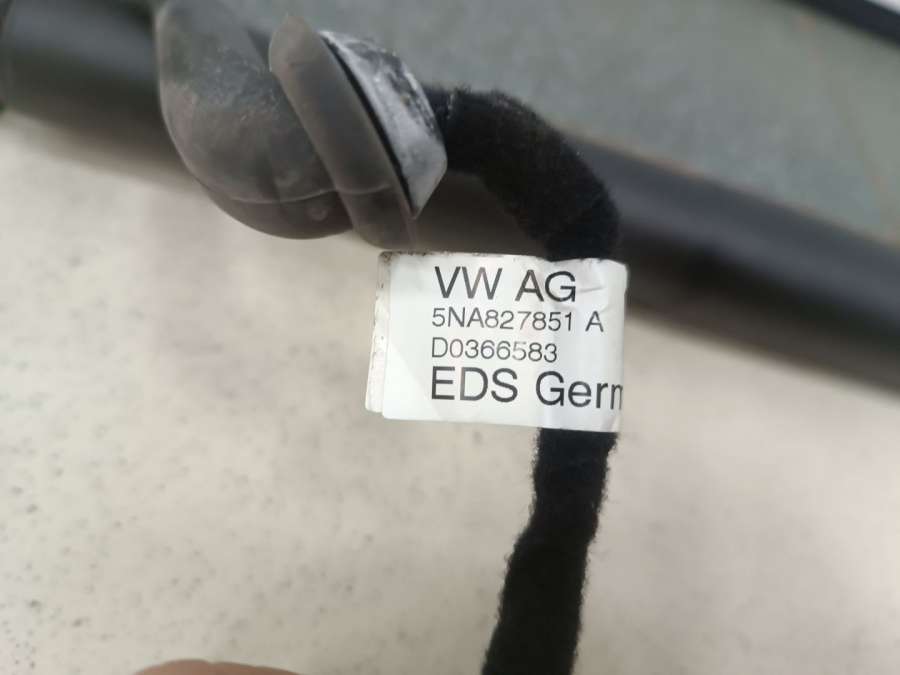 VW AG
5NA827851 A
D0366583
EDS Germ